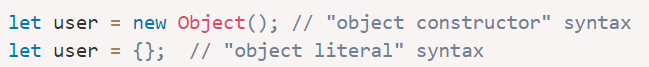 let user = new Object(); // "object constructor" syntax
let user = {};  // "object literal" syntax